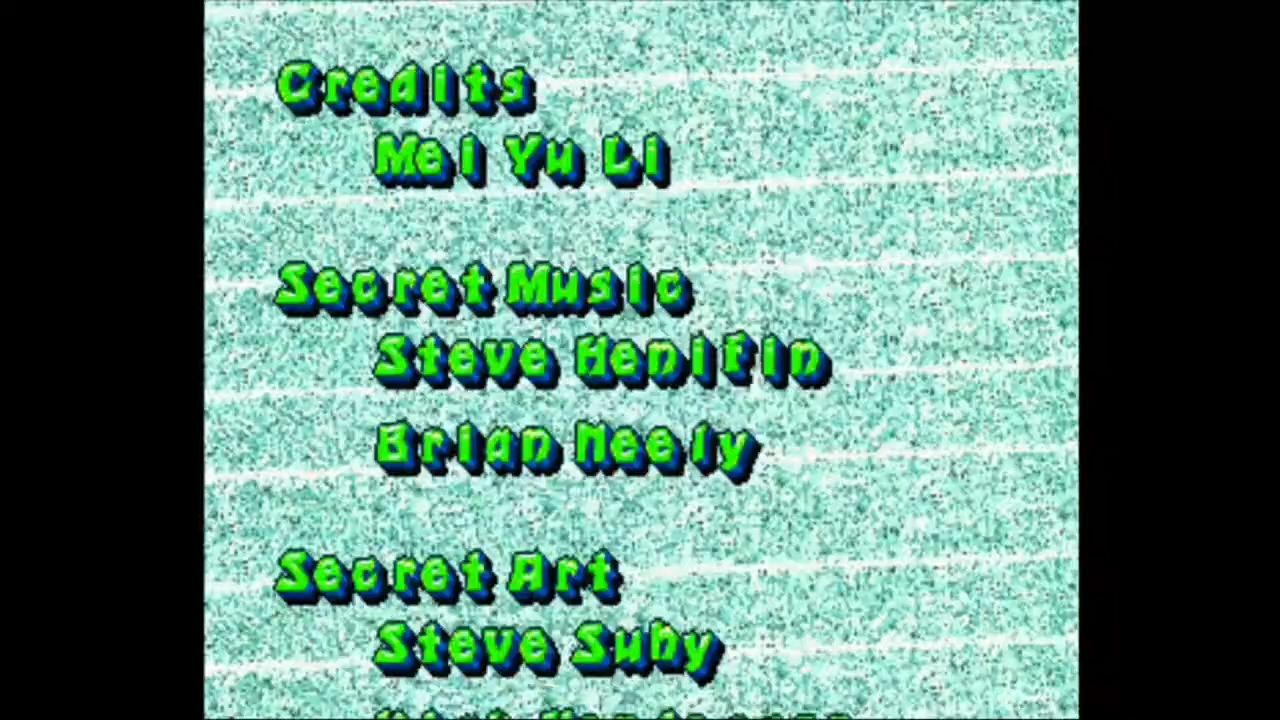 Credits
Mei Yu Li
Secret Music
Steve Henifin
Brian Neely
Secret Art
Steve Suhy